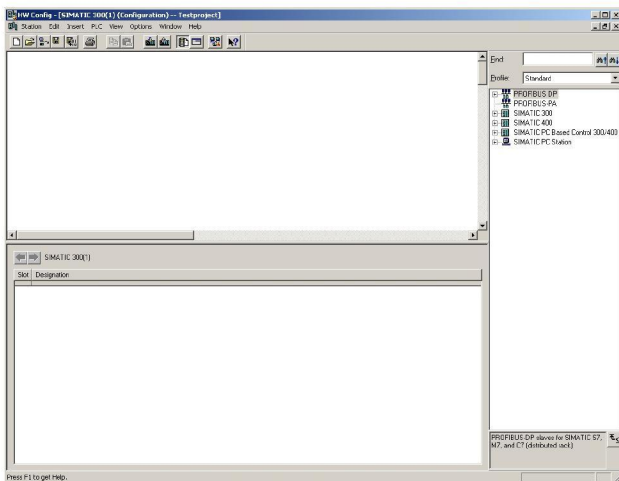 HW Config - [SIMATIC 300(1) (Configuration) -- Testproject]
Station Edit Insert PLC View Options Window Help
Find:
Profile: Standard
PROFIBUS DP
PROFIBUS-PA
SIMATIC 300
SIMATIC 400
SIMATIC PC Based Control 300/400
SIMATIC PC Station
SIMATIC 300(1)
Slot Designation
PROFIBUS-DP slaves for SIMATIC S7,
M7, and C7 (distributed rack)
Press F1 to get Help.